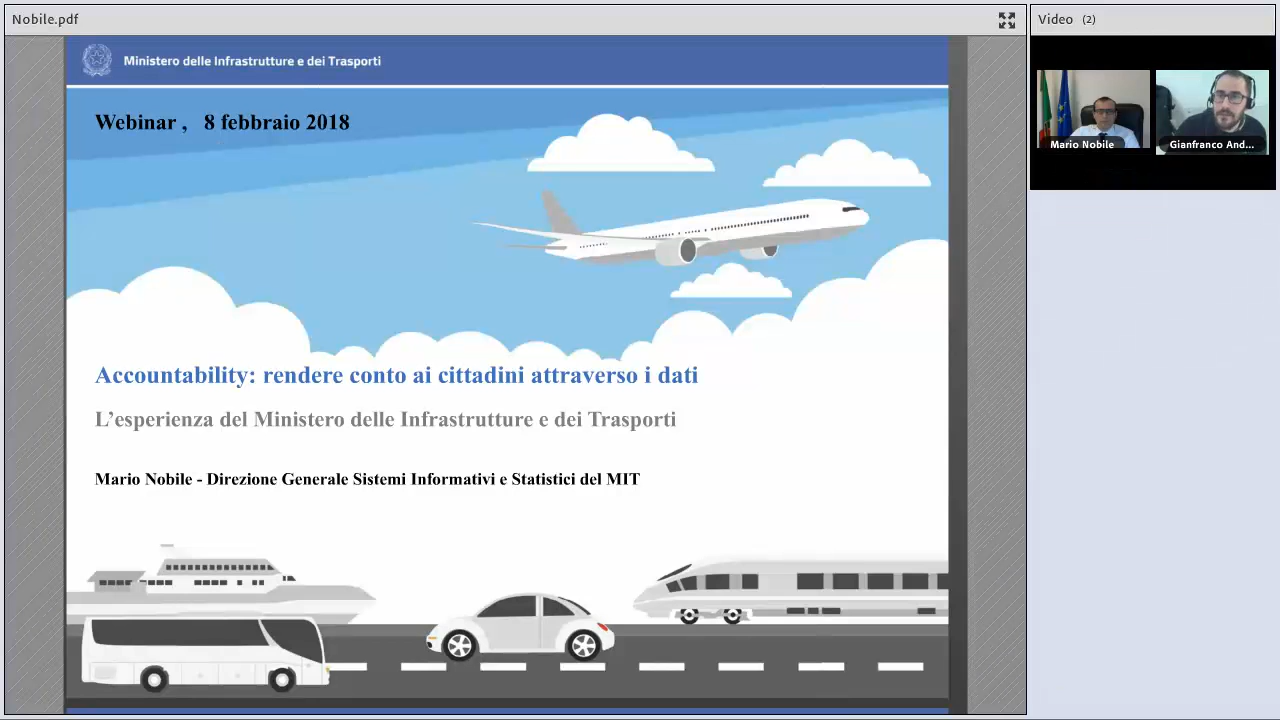 Nobile.pdf
Video (2)
Ministero delle Infrastrutture e dei Trasporti
Webinar , 8 febbraio 2018
Mario Nobile
Gianfranco And...
Accountability: rendere conto ai cittadini attraverso i dati
L'esperienza del Ministero delle Infrastrutture e dei Trasporti
Mario Nobile - Direzione Generale Sistemi Informativi e Statistici del MIT